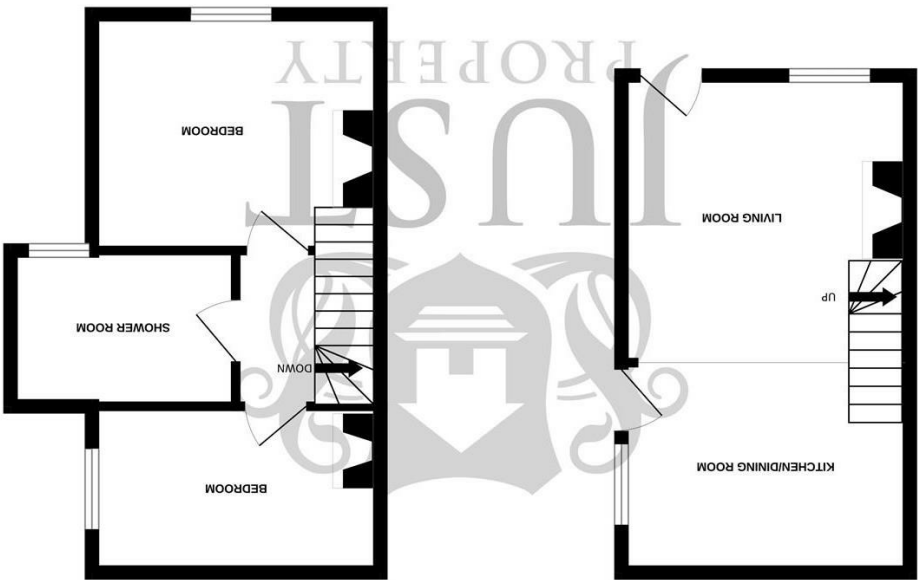 KITCHEN/DINING ROOM
UP
LIVING ROOM
BEDROOM
DOWN
SHOWER ROOM
BEDROOM
JUST
PROPERTY